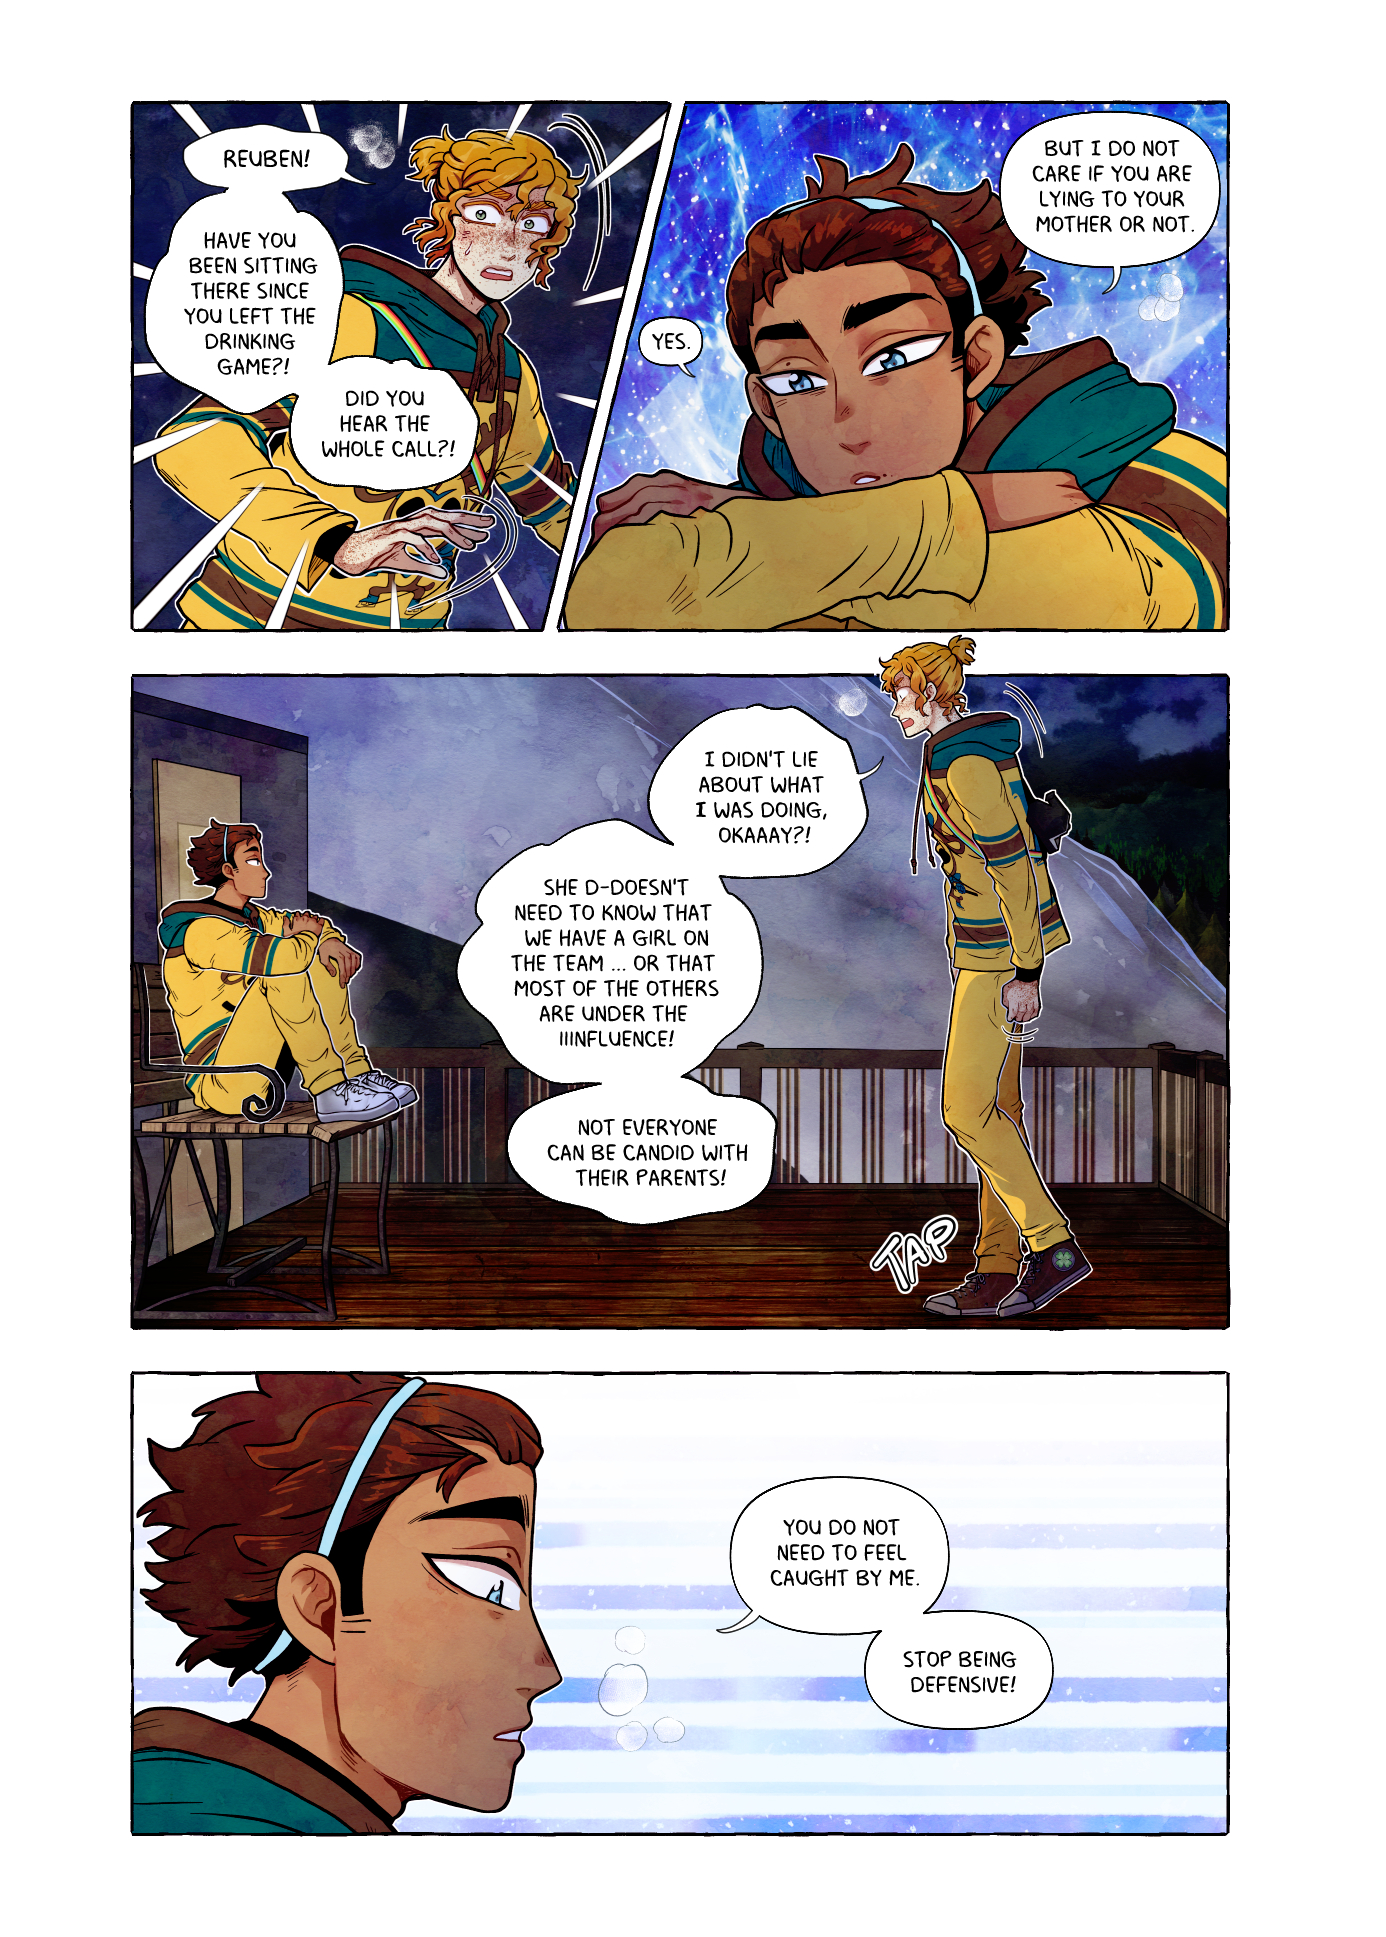 REUBEN!
HAVE YOU
BEEN SITTING
THERE SINCE
YOU LEFT THE
DRINKING
GAME?!
DID YOU
HEAR THE
WHOLE CALL?!
YES.
BUT I DO NOT
CARE IF YOU ARE
LYING TO YOUR
MOTHER OR NOT.
I DIDN'T LIE
ABOUT WHAT
I WAS DOING,
OKAAAY?!
SHE D-DOESN'T
NEED TO KNOW THAT
WE HAVE A GIRL ON
THE TEAM ... OR THAT
MOST OF THE OTHERS
ARE UNDER THE
IIINFLUENCE!
NOT EVERYONE
CAN BE CANDID WITH
THEIR PARENTS!
TAP
YOU DO NOT
NEED TO FEEL
CAUGHT BY ME.
STOP BEING
DEFENSIVE!